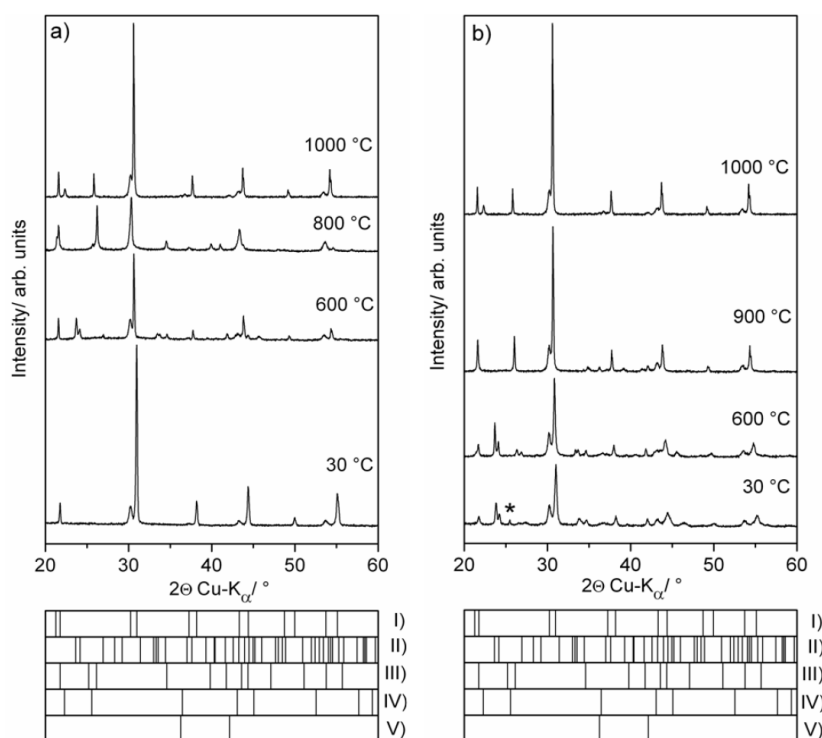 a)
1000 °C
800 °C
600 °C
30 °C
Intensity/ arb. units
20 30 40 50 60
2Θ Cu-Kα/ °
I)
II)
III)
IV)
V)
b)
1000 °C
900 °C
600 °C
30 °C
*
Intensity/ arb. units
20 30 40 50 60
2Θ Cu-Kα/ °
I)
II)
III)
IV)
V)